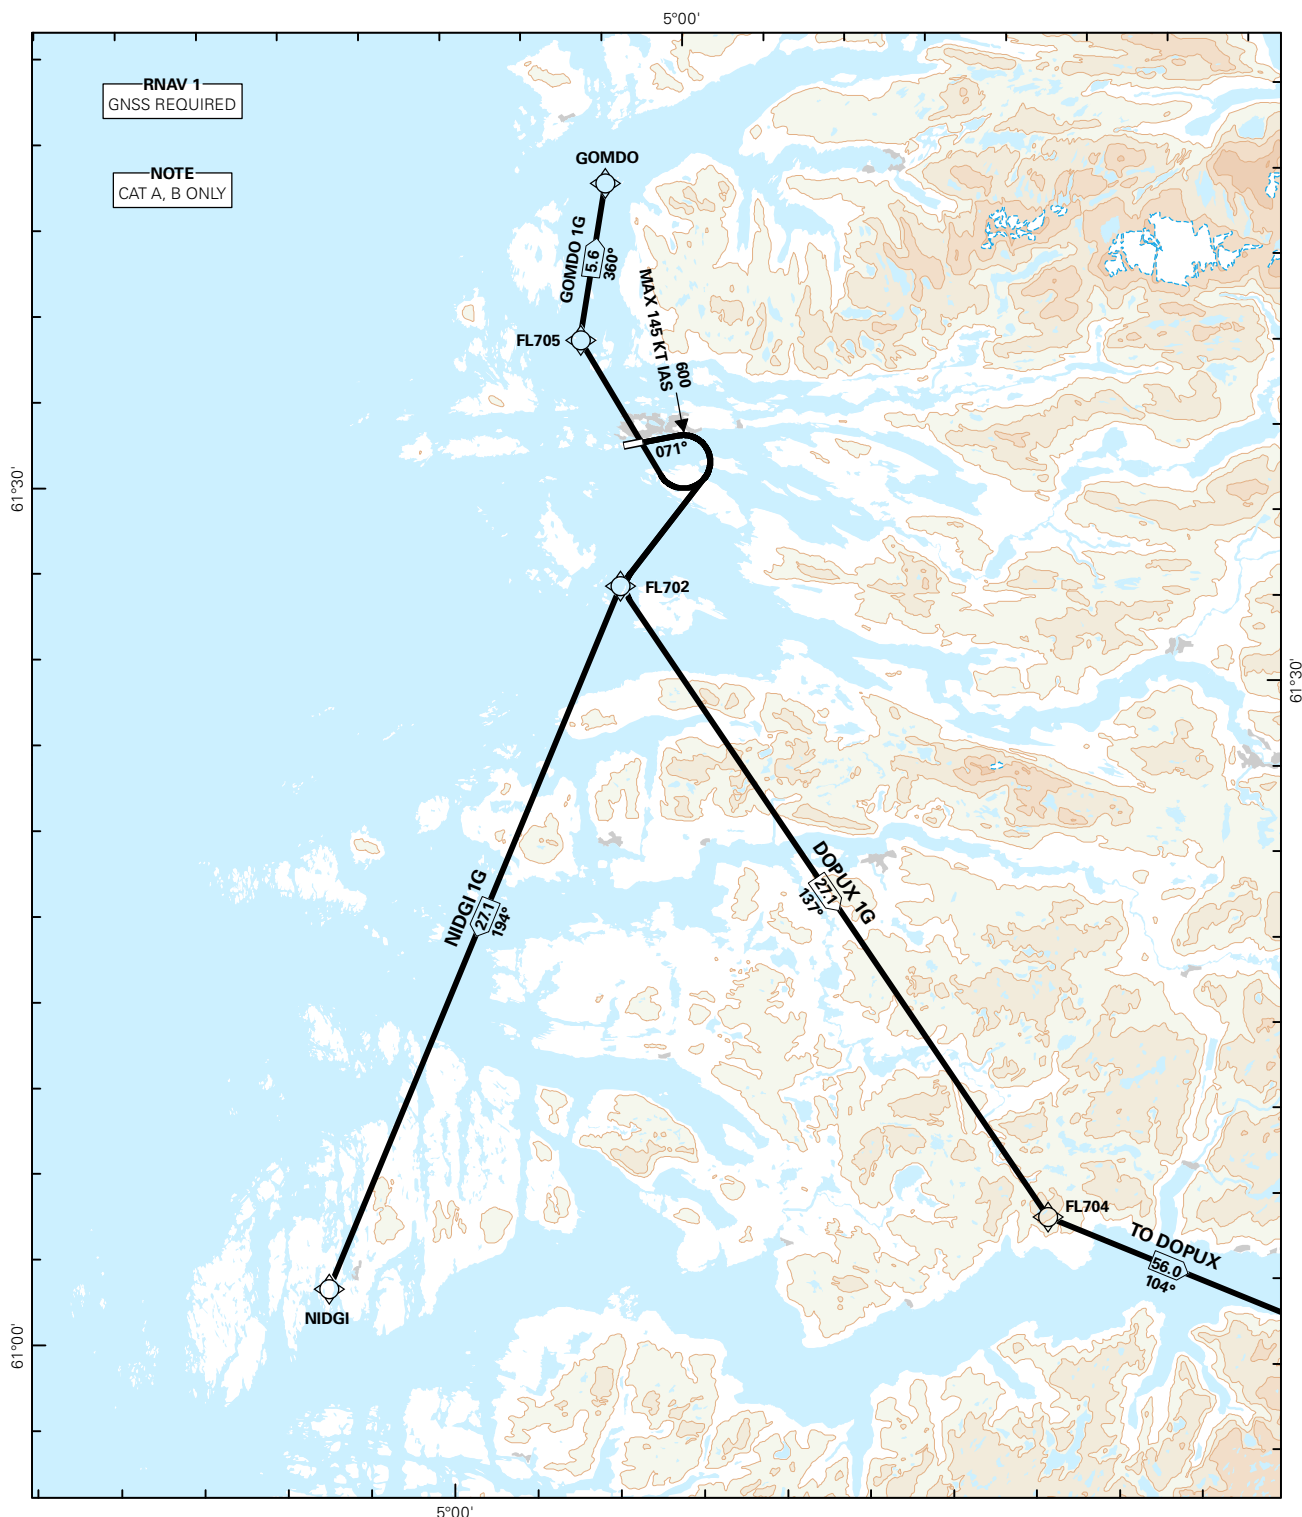 5°00'
RNAV 1
GNSS REQUIRED
NOTE
CAT A, B ONLY
GOMDO
GOMDO 1G
5.6
360°
FL705
MAX 145 KT IAS
600
071°
61°30'
FL702
61°30'
DOPUX 1G
27.1
137°
NIDGI 1G
27.1
194°
FL704
TO DOPUX
56.0
104°
NIDGI
61°00'
5°00'